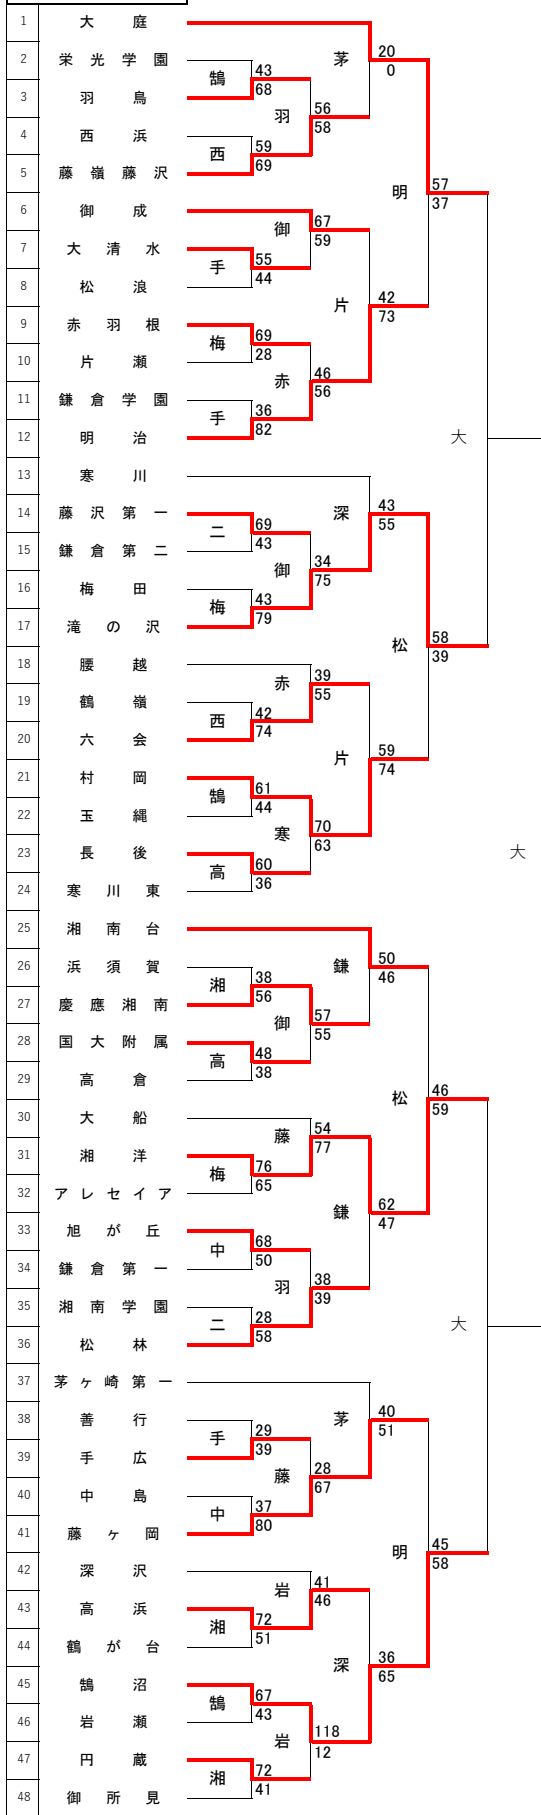 1 大庭
茅 20
2 栄光学園
0
鵠 43
3 羽鳥
68
羽 56
58
4 西浜
西 59
5 藤嶺藤沢
69
明 57
37
6 御成
御 67
59
7 大清水
手 55
8 松浪
44
片 42
73
9 赤羽根
梅 69
10 片瀬
28
赤 46
56
11 鎌倉学園
手 36
12 明治
82
大
13 寒川
深 43
55
14 藤沢第一
二 69
15 鎌倉第二
43
御 34
75
16 梅田
梅 43
17 滝の沢
79
松 58
39
18 腰越
赤 39
55
19 鶴嶺
西 42
20 六会
74
片 59
74
21 村岡
鵠 61
22 玉縄
44
寒 70
63
23 長後
高 60
24 寒川東
36
大
25 湘南台
鎌 50
46
26 浜須賀
湘 38
27 慶應湘南
56
御 57
55
28 国大附属
高 48
29 高倉
38
松 46
59
30 大船
藤 54
77
31 湘洋
梅 76
32 アレセイア
65
鎌 62
47
33 旭が丘
中 68
34 鎌倉第一
50
羽 38
39
35 湘南学園
二 28
36 松林
58
大
37 茅ヶ崎第一
茅 40
51
38 善行
手 29
39 手広
39
藤 28
67
40 中島
中 37
41 藤ヶ岡
80
明 45
58
42 深沢
岩 41
46
43 高浜
湘 72
44 鶴が台
51
深 36
65
45 鵠沼
鵠 67
46 岩瀬
43
岩 118
12
47 円蔵
湘 72
48 御所見
41